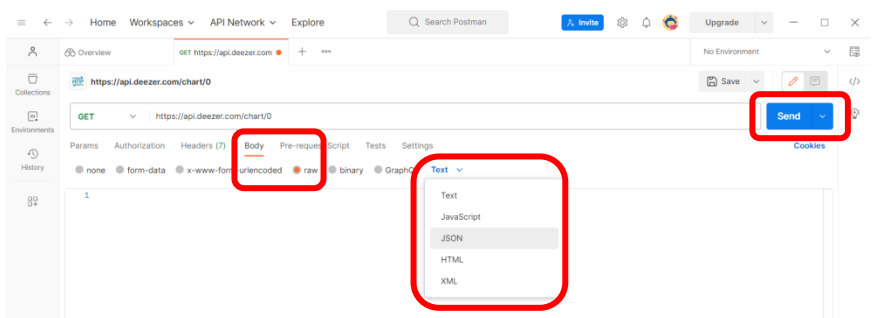 Home Workspaces API Network Explore Search Postman Invite Upgrade
Overview GET https://api.deezer.com No Environment
Collections https://api.deezer.com/chart/0 Save
Environments GET https://api.deezer.com/chart/0 Send
Params Authorization Headers (7) Body Pre-request Script Tests Settings Cookies
History none form-data x-www-form-urlencoded raw binary GraphQL Text
1
Text
JavaScript
JSON
HTML
XML